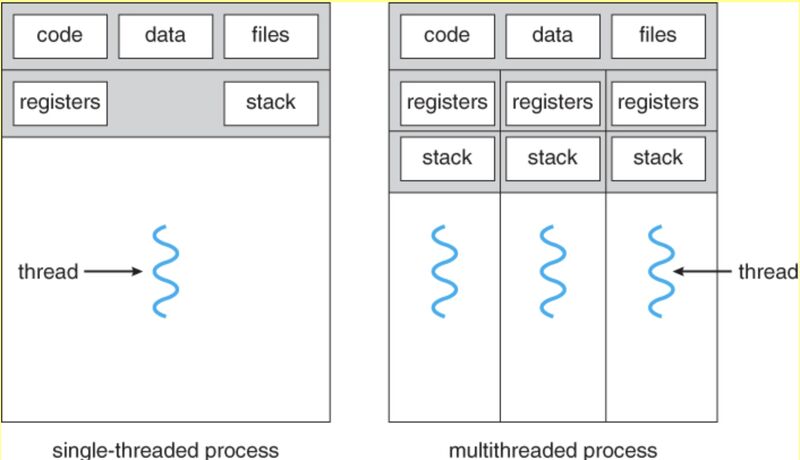 code data files
registers stack
thread
single-threaded process
code data files
registers registers registers
stack stack stack
thread
multithreaded process